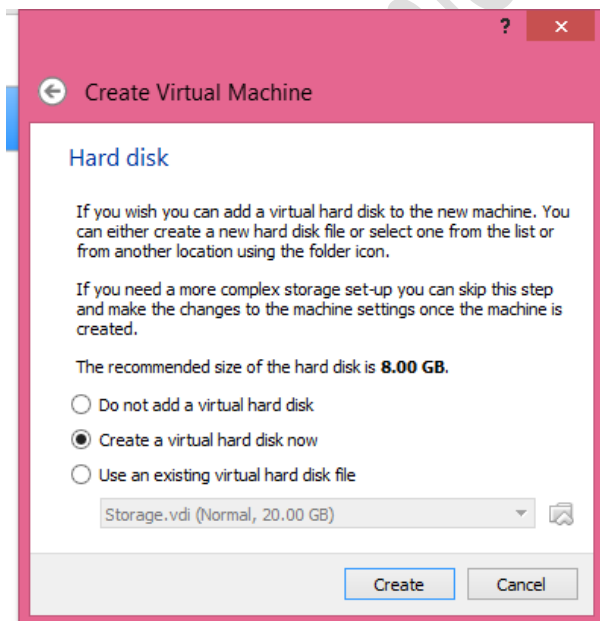 ?
×
Create Virtual Machine
Hard disk
If you wish you can add a virtual hard disk to the new machine. You
can either create a new hard disk file or select one from the list or
from another location using the folder icon.
If you need a more complex storage set-up you can skip this step
and make the changes to the machine settings once the machine is
created.
The recommended size of the hard disk is 8.00 GB.
Do not add a virtual hard disk
Create a virtual hard disk now
Use an existing virtual hard disk file
Storage.vdi (Normal, 20.00 GB)
Create Cancel